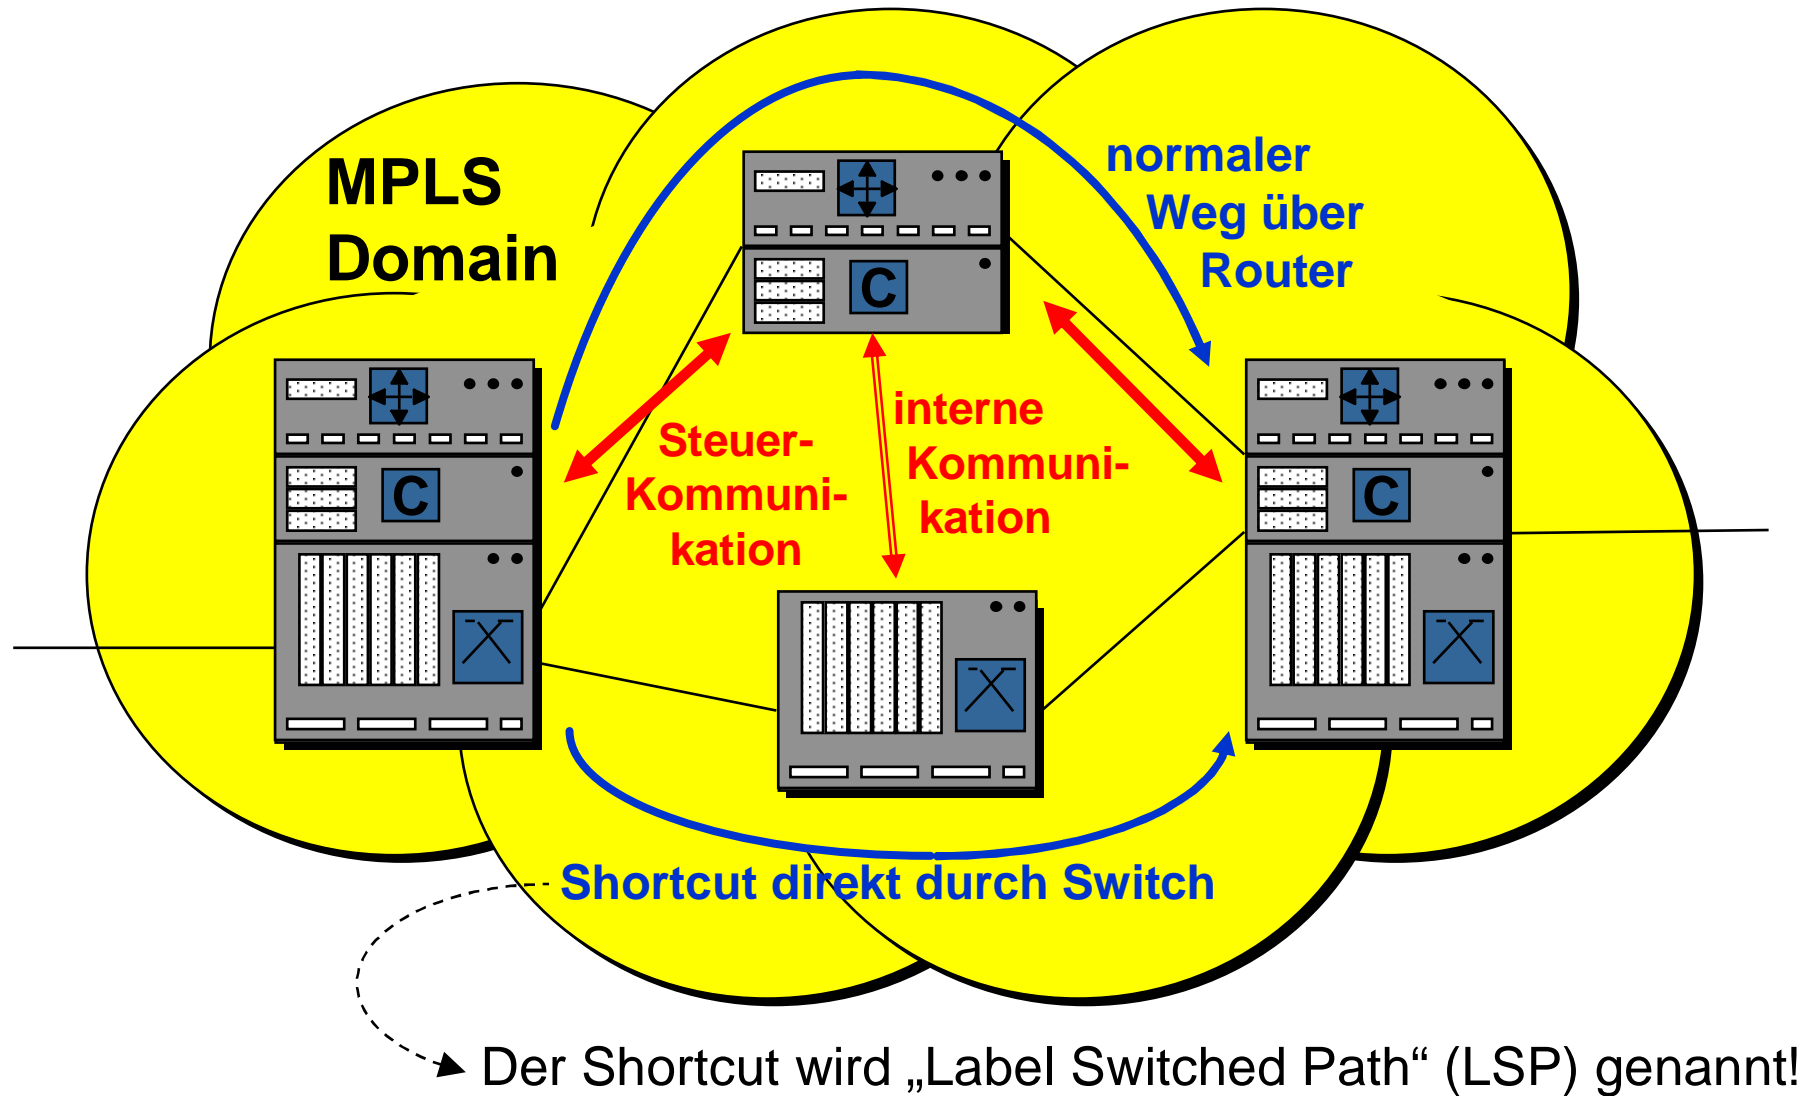 MPLS
Domain
normaler
Weg über
Router
C
C
C
Steuer-
Kommuni-
kation
interne
Kommuni-
kation
Shortcut direkt durch Switch
Der Shortcut wird „Label Switched Path“ (LSP) genannt!